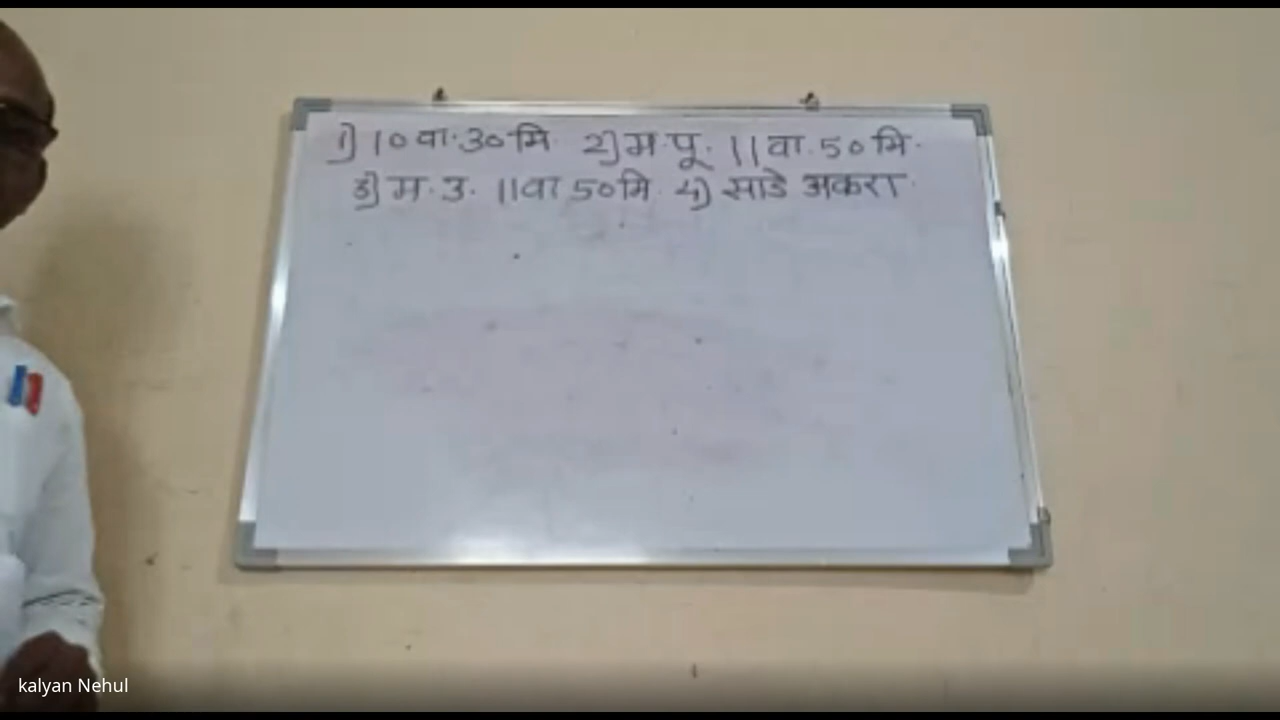 1) 10 वा. 30 मि. 2) म.पू. 11 वा. 50 मि.
3) म.उ. 11 वा. 50 मि. 4) साडे अकरा.
kalyan Nehul